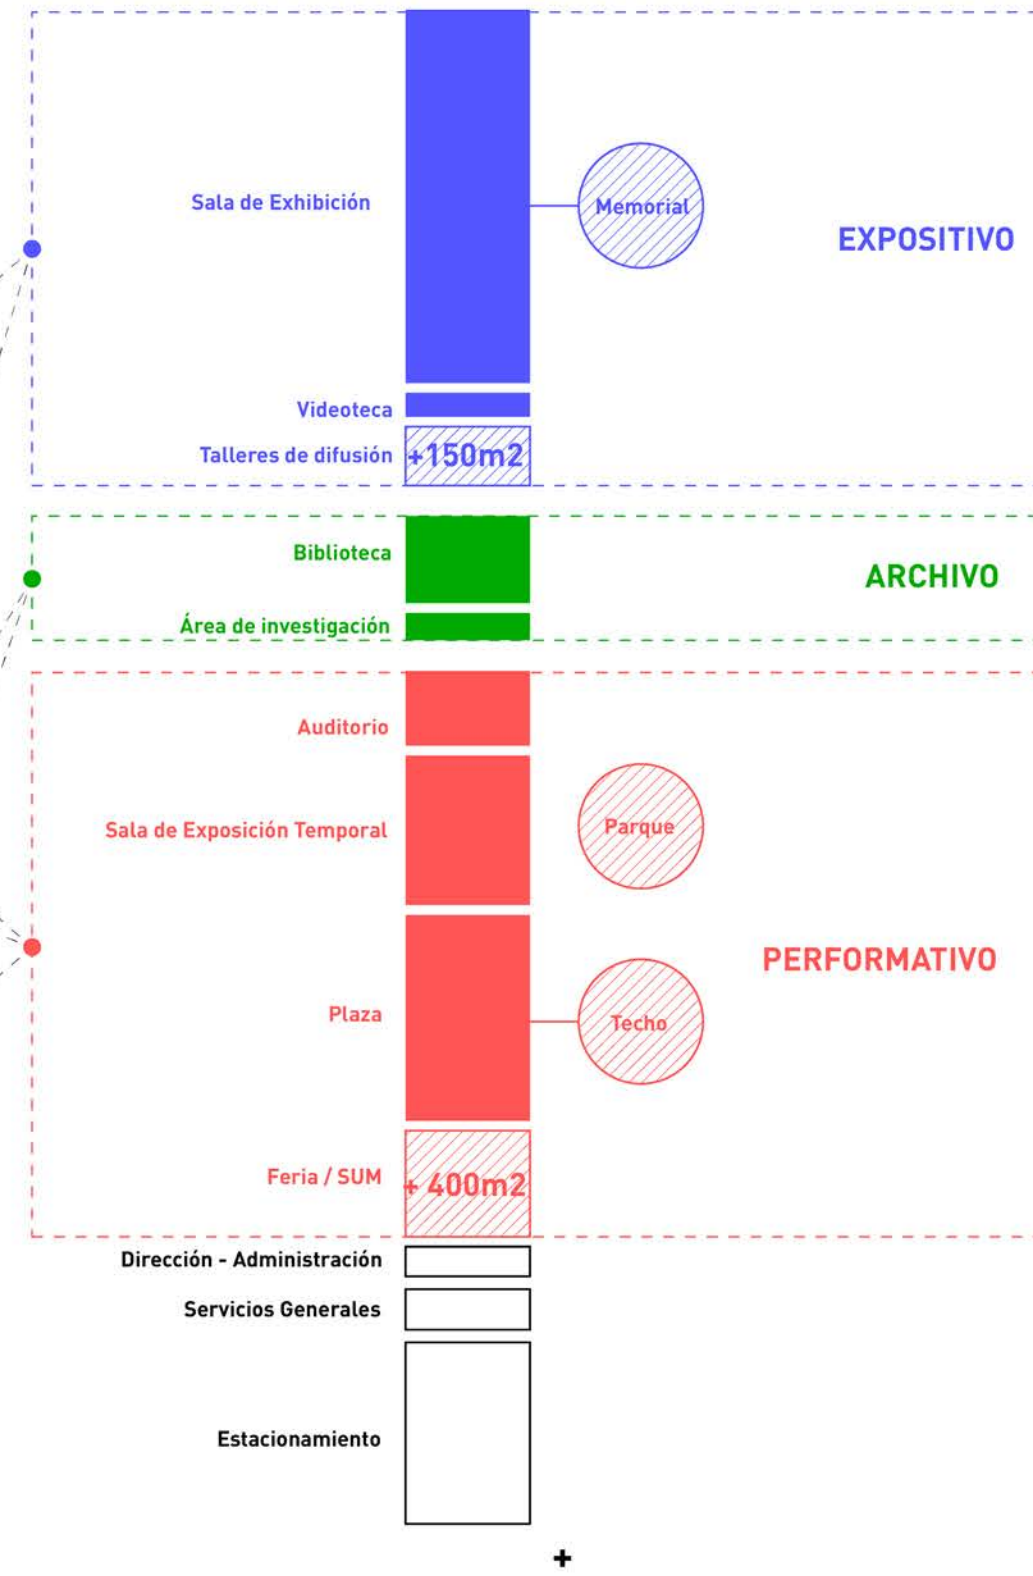 Sala de Exhibición
Memorial
EXPOSITIVO
Videoteca
Talleres de difusión
+150m2
Biblioteca
ARCHIVO
Área de investigación
Auditorio
Sala de Exposición Temporal
Parque
PERFORMATIVO
Plaza
Techo
Feria / SUM
+ 400m2
Dirección - Administración
Servicios Generales
Estacionamiento
+